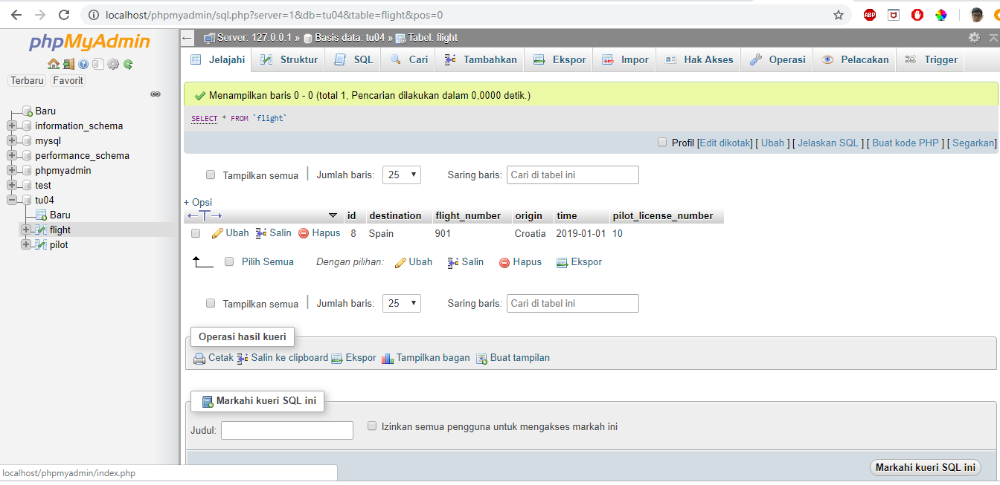 localhost/phpmyadmin/sql.php?server=1&db=tu04&table=flight&pos=0
ABP
phpMyAdmin
Terbaru Favorit
Baru
information_schema
mysql
performance_schema
phpmyadmin
test
tu04
Baru
flight
pilot
Server: 127.0.0.1 » Basis data: tu04 » Tabel: flight
Jelajahi Struktur SQL Cari Tambahkan Ekspor Impor Hak Akses Operasi Pelacakan Trigger
Menampilkan baris 0 - 0 (total 1, Pencarian dilakukan dalam 0,0000 detik.)
SELECT * FROM `flight`
Profil [Edit dikotak] [ Ubah ] [ Jelaskan SQL ] [ Buat kode PHP ] [ Segarkan]
Tampilkan semua Jumlah baris: 25 Saring baris: Cari di tabel ini
+ Opsi
←T→ id destination flight_number origin time pilot_license_number
Ubah Salin Hapus 8 Spain 901 Croatia 2019-01-01 10
Pilih Semua Dengan pilihan: Ubah Salin Hapus Ekspor
Tampilkan semua Jumlah baris: 25 Saring baris: Cari di tabel ini
Operasi hasil kueri
Cetak Salin ke clipboard Ekspor Tampilkan bagan Buat tampilan
Markahi kueri SQL ini
Judul: Izinkan semua pengguna untuk mengakses markah ini
Markahi kueri SQL ini
localhost/phpmyadmin/index.php